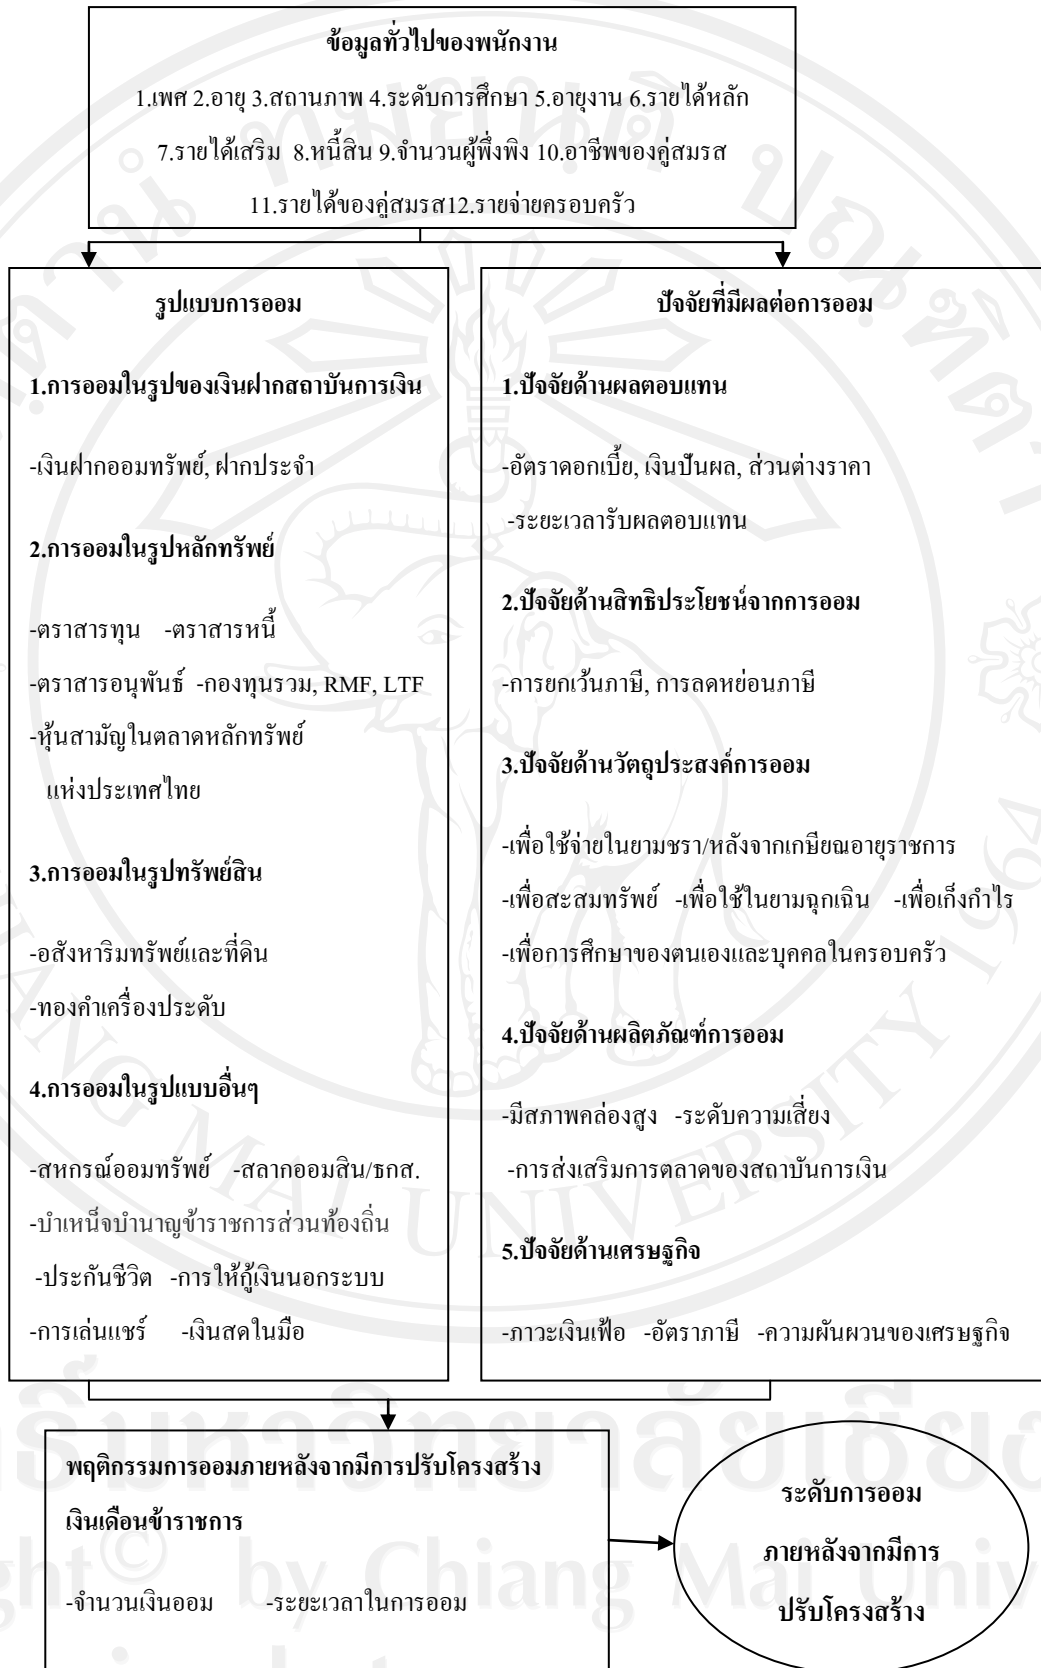 ข้อมูลทั่วไปของพนักงาน
1.เพศ 2.อายุ 3.สถานภาพ 4.ระดับการศึกษา 5.อายุงาน 6.รายได้หลัก
7.รายได้เสริม 8.หนี้สิน 9.จำนวนผู้พึ่งพิง 10.อาชีพของคู่สมรส
11.รายได้ของคู่สมรส12.รายจ่ายครอบครัว
รูปแบบการออม
1.การออมในรูปของเงินฝากสถาบันการเงิน
-เงินฝากออมทรัพย์, ฝากประจำ
2.การออมในรูปหลักทรัพย์
-ตราสารทุน -ตราสารหนี้
-ตราสารอนุพันธ์ -กองทุนรวม, RMF, LTF
-หุ้นสามัญในตลาดหลักทรัพย์
แห่งประเทศไทย
3.การออมในรูปทรัพย์สิน
-อสังหาริมทรัพย์และที่ดิน
-ทองคำเครื่องประดับ
4.การออมในรูปแบบอื่นๆ
-สหกรณ์ออมทรัพย์ -สลากออมสิน/ธกส.
-บำเหน็จบำนาญข้าราชการส่วนท้องถิ่น
-ประกันชีวิต -การให้กู้เงินนอกระบบ
-การเล่นแชร์ -เงินสดในมือ
ปัจจัยที่มีผลต่อการออม
1.ปัจจัยด้านผลตอบแทน
-อัตราดอกเบี้ย, เงินปันผล, ส่วนต่างราคา
-ระยะเวลารับผลตอบแทน
2.ปัจจัยด้านสิทธิประโยชน์จากการออม
-การยกเว้นภาษี, การลดหย่อนภาษี
3.ปัจจัยด้านวัตถุประสงค์การออม
-เพื่อใช้จ่ายในยามชรา/หลังจากเกษียณอายุราชการ
-เพื่อสะสมทรัพย์ -เพื่อใช้ในยามฉุกเฉิน -เพื่อเก็งกำไร
-เพื่อการศึกษาของตนเองและบุคคลในครอบครัว
4.ปัจจัยด้านผลิตภัณฑ์การออม
-มีสภาพคล่องสูง -ระดับความเสี่ยง
-การส่งเสริมการตลาดของสถาบันการเงิน
5.ปัจจัยด้านเศรษฐกิจ
-ภาวะเงินเฟ้อ -อัตราภาษี -ความผันผวนของเศรษฐกิจ
พฤติกรรมการออมภายหลังจากมีการปรับโครงสร้าง
เงินเดือนข้าราชการ
-จำนวนเงินออม -ระยะเวลาในการออม
ระดับการออม
ภายหลังจากมีการ
ปรับโครงสร้าง
CHIANG MAI UNIVERSITY 1964
by Chiang Mai Univ